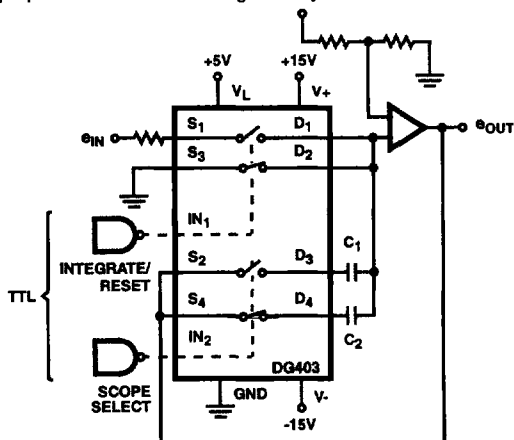 +5V
+15V
VL
V+
eIN
S1
D1
eOUT
S3
D2
IN1
INTEGRATE/
RESET
S2
D3
C1
TTL
S4
D4
IN2
C2
DG403
SCOPE
SELECT
GND
V-
-15V